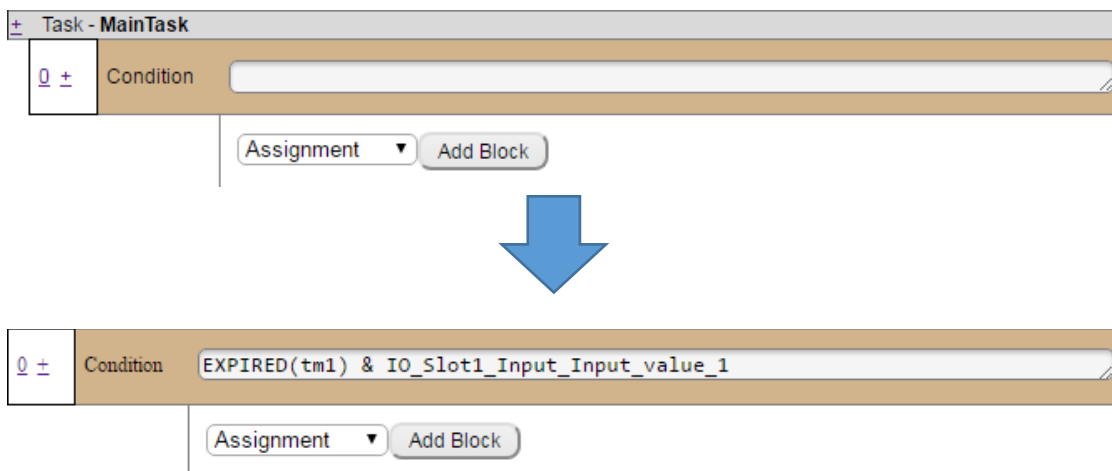 + Task - MainTask
0 + Condition
Assignment Add Block
0 + Condition EXPIRED(tm1) & IO_Slot1_Input_Input_value_1
Assignment Add Block